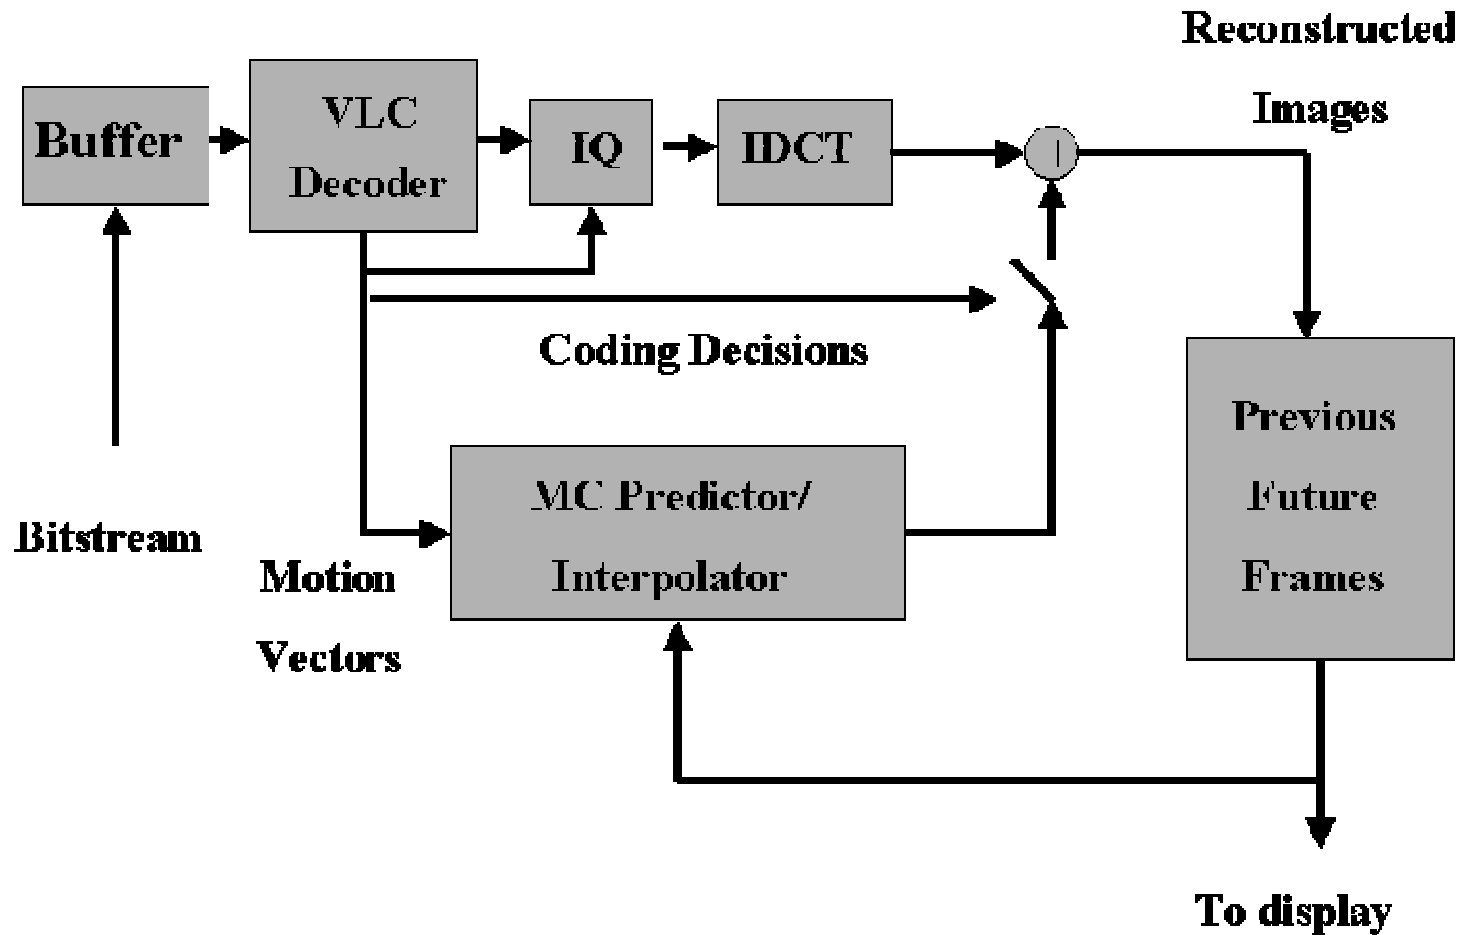 Reconstructed
Images
Buffer
VLC
Decoder
IQ
IDCT
Coding Decisions
Previous
Future
Frames
MC Predictor/
Interpolator
Bitstream
Motion
Vectors
To display